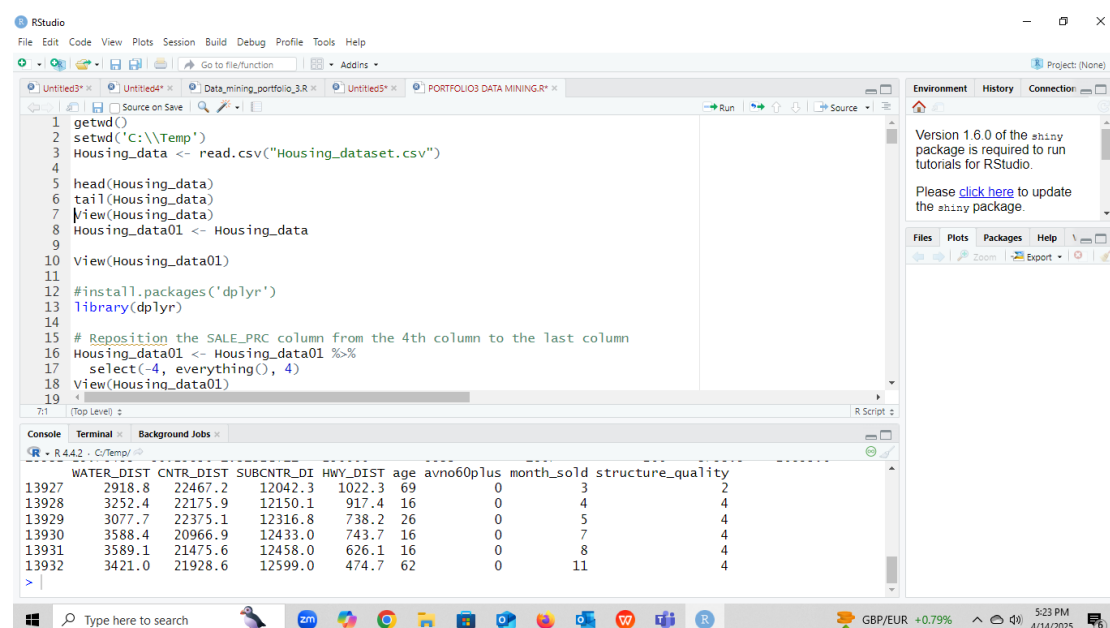 RStudio
File Edit Code View Plots Session Build Debug Profile Tools Help
Go to file/function Addins Project: (None)
Untitled3* Untitled4* Data_mining_portfolio_3.R Untitled5* PORTFOLIO3 DATA MINING.R*
Source on Save Run Source
1 getwd()
2 setwd('C:\\Temp')
3 Housing_data <- read.csv("Housing_dataset.csv")
4
5 head(Housing_data)
6 tail(Housing_data)
7 View(Housing_data)
8 Housing_data01 <- Housing_data
9
10 View(Housing_data01)
11
12 #install.packages('dplyr')
13 library(dplyr)
14
15 # Reposition the SALE_PRC column from the 4th column to the last column
16 Housing_data01 <- Housing_data01 %>%
17 select(-4, everything(), 4)
18 View(Housing_data01)
19
7:1 (Top Level) R Script
Console Terminal Background Jobs
R 4.4.2 · C:/Temp/
WATER_DIST CNTR_DIST SUBCNTR_DI HWY_DIST age avno60plus month_sold structure_quality
13927 2918.8 22467.2 12042.3 1022.3 69 0 3 2
13928 3252.4 22175.9 12150.1 917.4 16 0 4 4
13929 3077.7 22375.1 12316.8 738.2 26 0 5 4
13930 3588.4 20966.9 12433.0 743.7 16 0 7 4
13931 3589.1 21475.6 12458.0 626.1 16 0 8 4
13932 3421.0 21928.6 12599.0 474.7 62 0 11 4
>
Environment History Connection
Version 1.6.0 of the shiny
package is required to run
tutorials for RStudio.
Please click here to update
the shiny package.
Files Plots Packages Help
Zoom Export
Type here to search zm GBP/EUR +0.79% 5:23 PM
4/14/2025